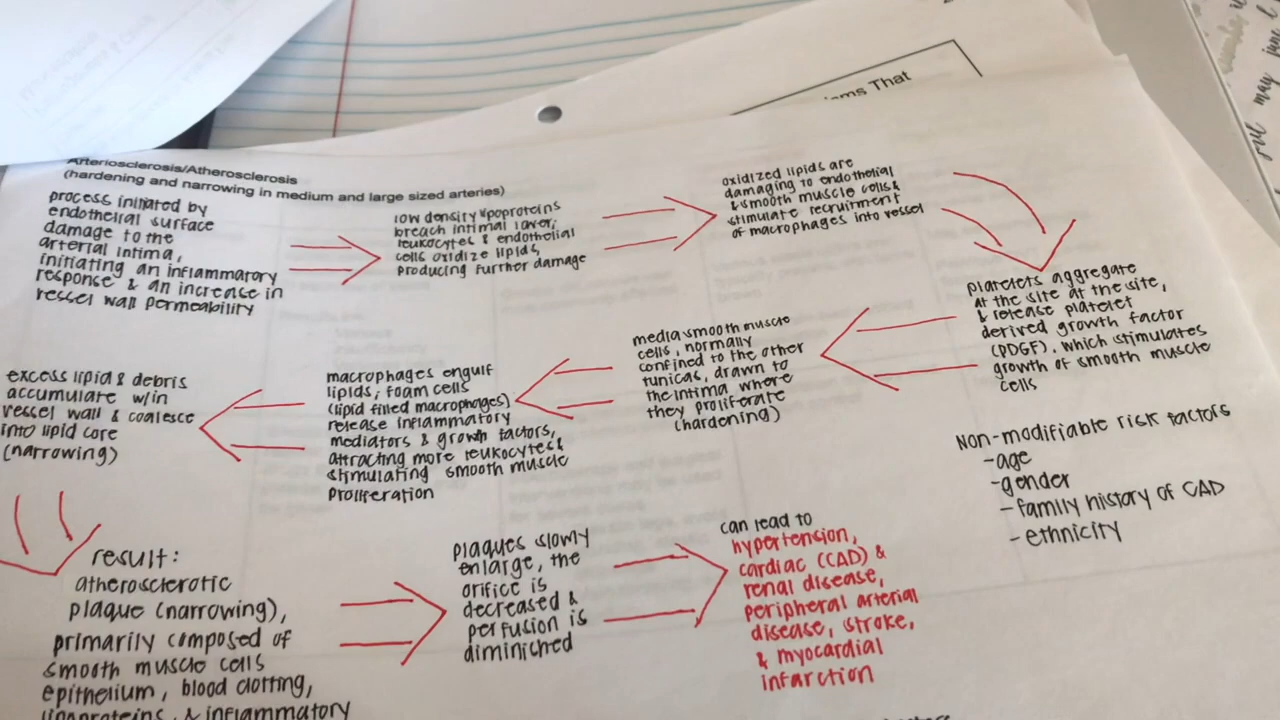 ms That
Arteriosclerosis/Atherosclerosis
(hardening and narrowing in medium and large sized arteries)
process initiated by
endothelial surface
damage to the
arterial intima,
initiating an inflammatory
response & an increase in
vessel wall permeability
low density lipoproteins
breach intimal layer;
leukocytes & endothelial
cells oxidize lipids,
producing further damage
oxidized lipids are
damaging to endothelial
& smooth muscle cells &
stimulate recruitment
of macrophages into vessel
platelets aggregate
at the site at the site,
& release platelet
derived growth factor
(PDGF), which stimulates
growth of smooth muscle
cells
media smooth muscle
cells, normally
confined to the other
tunicas, drawn to
the intima where
they proliferate
(hardening)
macrophages engulf
lipids; foam cells
(lipid filled macrophages)
release inflammatory
mediators & growth factors,
attracting more leukocytes &
stimulating smooth muscle
proliferation
excess lipid & debris
accumulate w/in
vessel wall & coalesce
into lipid core
(narrowing)
result:
atherosclerotic
plaque (narrowing),
primarily composed of
smooth muscle cells
epithelium, blood clotting,
lipoproteins, & inflammatory
plaques slowly
enlarge, the
orifice is
decreased &
perfusion is
diminiched
can lead to
hypertension,
cardiac (CAD) &
renal disease,
peripheral arterial
disease, stroke,
& myocardial
infarction
Non-modifiable risk factors
-age
-gender
- family history of CAD
- ethnicity
may june